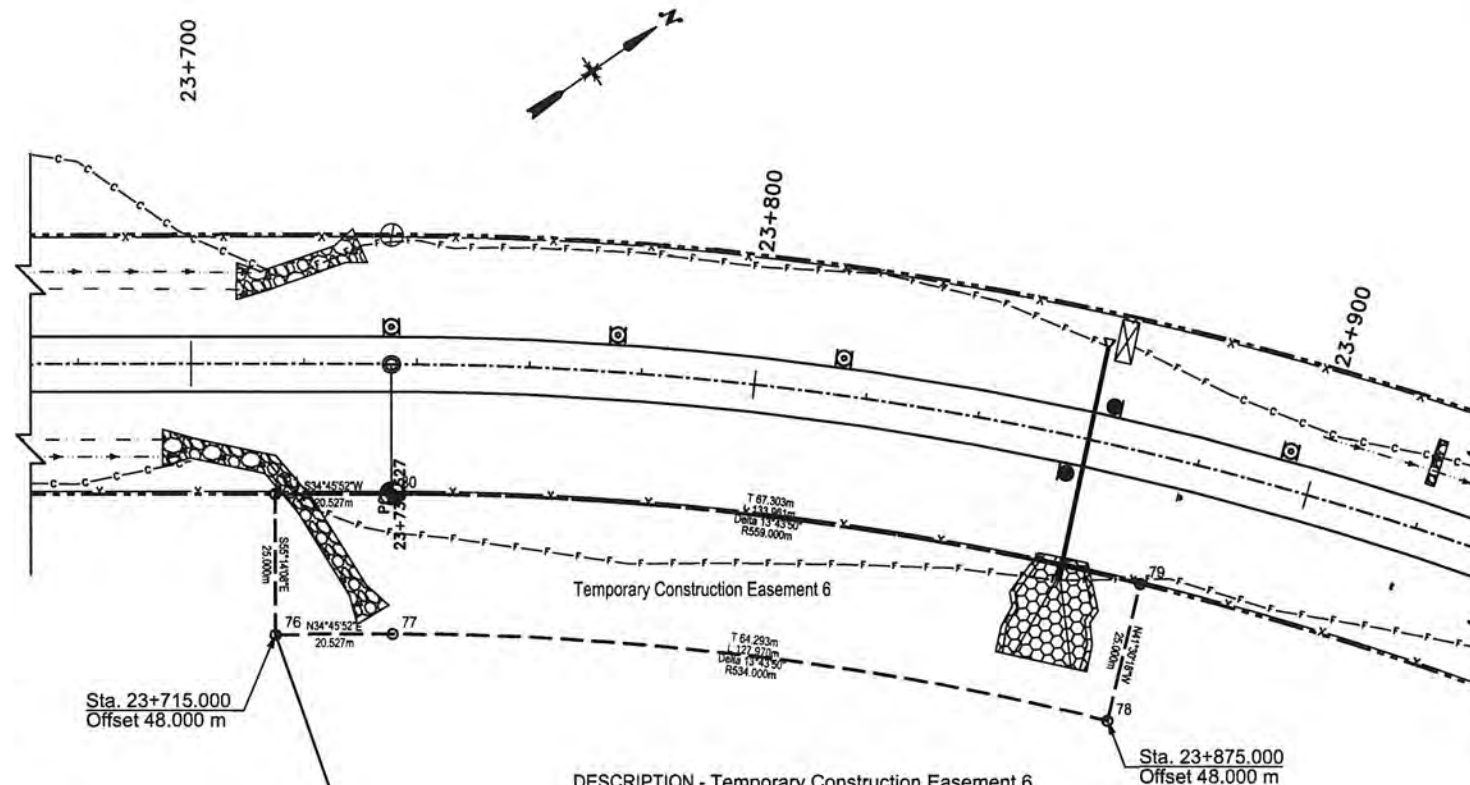 23+700
N
23+800
23+900
S34°45'52"W
20.527m
S55°14'08"E
25.000m
T 67.303m
L 133.961m
Delta 13°43'50"
R559.000m
Temporary Construction Easement 6
79
76
N34°45'52"E
77
20.527m
T 64.293m
L 127.970m
Delta 13°43'50"
R534.000m
N41°30'18"W
25.000m
78
Sta. 23+715.000
Offset 48.000 m
Sta. 23+875.000
Offset 48.000 m
DESCRIPTION - Temporary Construction Easement 6